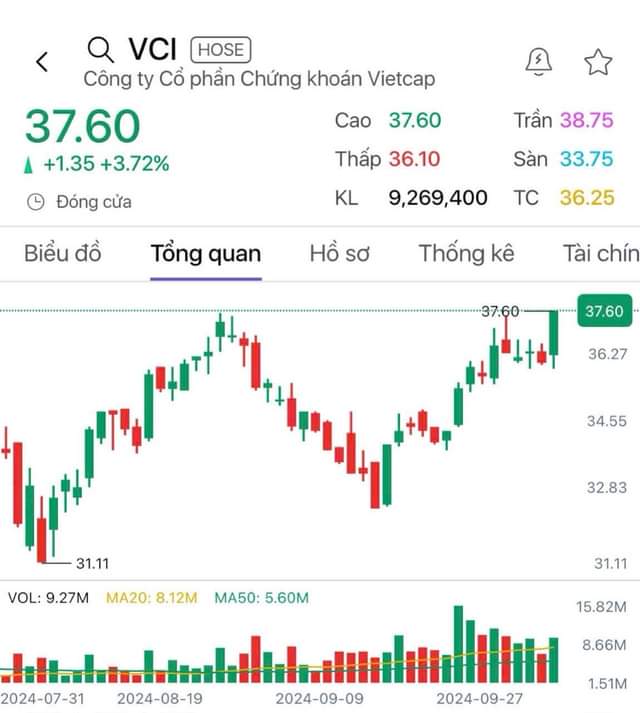 VCI HOSE
Công ty Cổ phần Chứng khoán Vietcap
37.60
+1.35 +3.72%
Đóng cửa
Cao 37.60 Trần 38.75
Thấp 36.10 Sàn 33.75
KL 9,269,400 TC 36.25
Biểu đồ Tổng quan Hồ sơ Thống kê Tài chín
37.60 37.60
36.27
34.55
32.83
31.11 31.11
VOL: 9.27M MA20: 8.12M MA50: 5.60M
15.82M
8.66M
1.51M
2024-07-31 2024-08-19 2024-09-09 2024-09-27